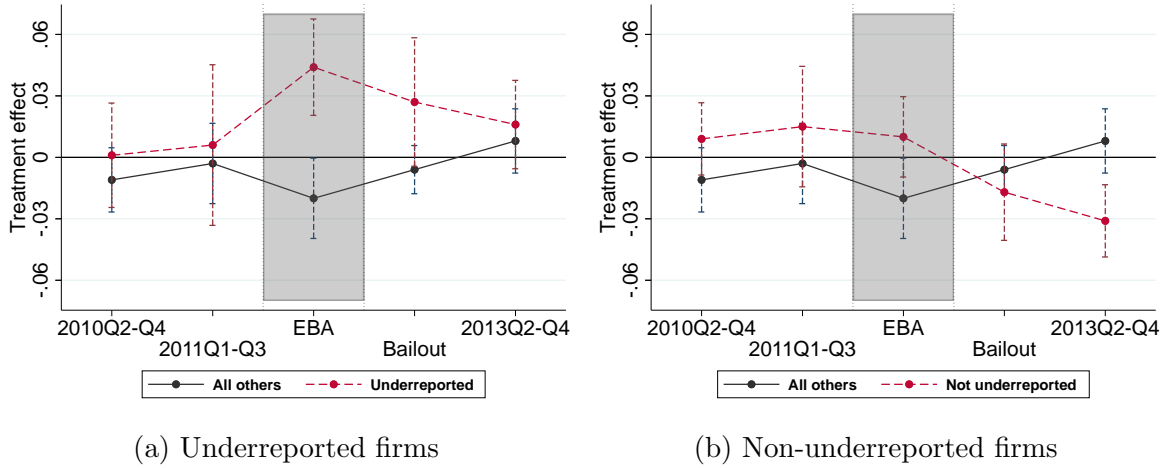 Treatment effect
.06
.03
0
-.03
-.06
2010Q2-Q4
2011Q1-Q3
EBA
Bailout
2013Q2-Q4
All others
Underreported
(a) Underreported firms
Treatment effect
.06
.03
0
-.03
-.06
2010Q2-Q4
2011Q1-Q3
EBA
Bailout
2013Q2-Q4
All others
Not underreported
(b) Non-underreported firms